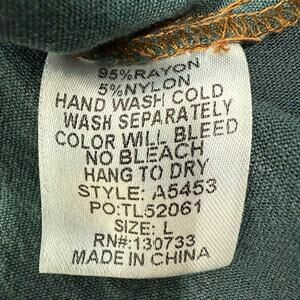 95%RAYON
5%NYLON
HAND WASH COLD
WASH SEPARATELY
COLOR WILL BLEED
NO BLEACH
HANG TO DRY
STYLE: A5453
PO:TL52061
SIZE: L
RN#:130733
MADE IN CHINA